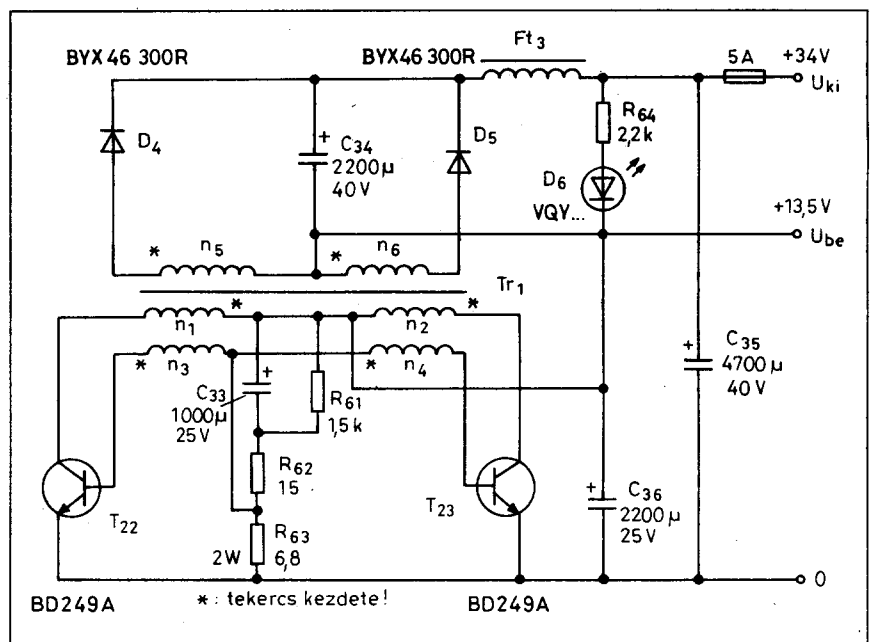 BYX 46 300R
BYX46 300R
Ft3
5A
+34V
Uki
D4
+
C34
2200µ
40V
D5
R64
2,2k
D6
VQY...
+13,5V
Ube
*
n5
*
n6
Tr1
n1
*
n2
*
*
n3
*
n4
C33
1000µ
25V
+
R61
1,5k
+
C35
4700µ
40V
R62
15
T22
T23
+
C36
2200µ
25V
2W
R63
6,8
BD249A
* : tekercs kezdete!
BD249A
0